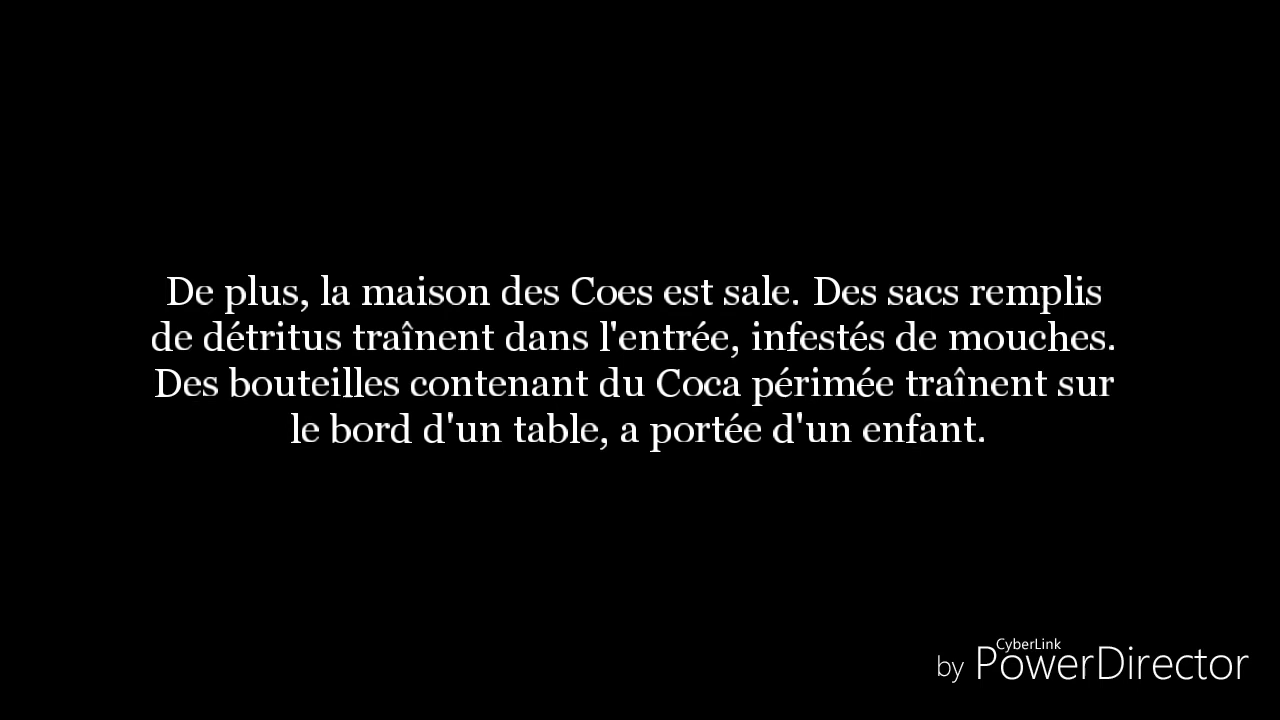 De plus, la maison des Coes est sale. Des sacs remplis
de détritus traînent dans l'entrée, infestés de mouches.
Des bouteilles contenant du Coca périmée traînent sur
le bord d'un table, a portée d'un enfant.
CyberLink
by PowerDirector